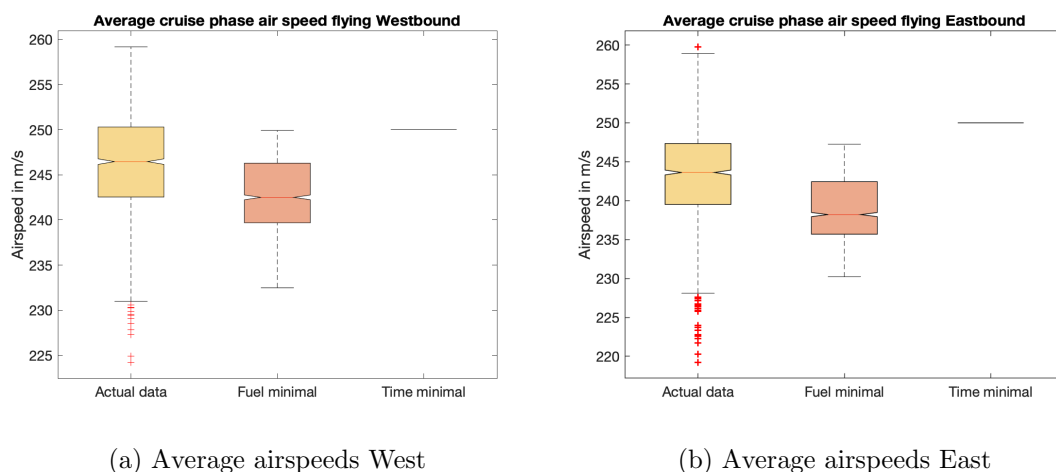 Average cruise phase air speed flying Westbound
260
255
250
245
240
235
230
225
Airspeed in m/s
Actual data
Fuel minimal
Time minimal
(a) Average airspeeds West
Average cruise phase air speed flying Eastbound
260
255
250
245
240
235
230
225
220
Airspeed in m/s
Actual data
Fuel minimal
Time minimal
(b) Average airspeeds East